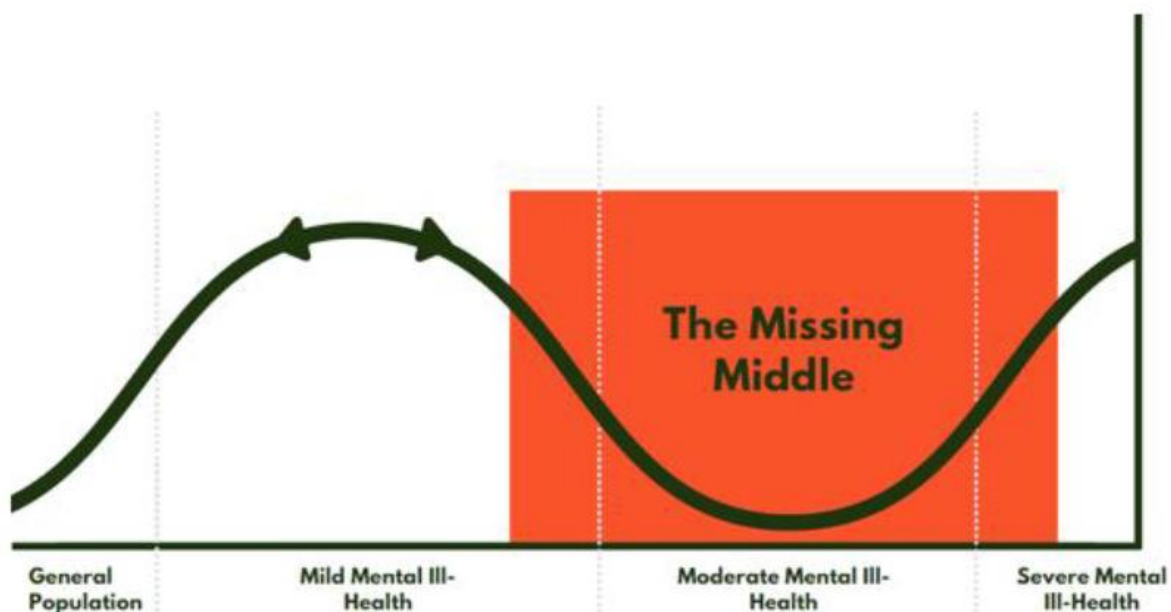 The Missing
Middle
General
Population
Mild Mental Ill-
Health
Moderate Mental Ill-
Health
Severe Mental
Ill-Health